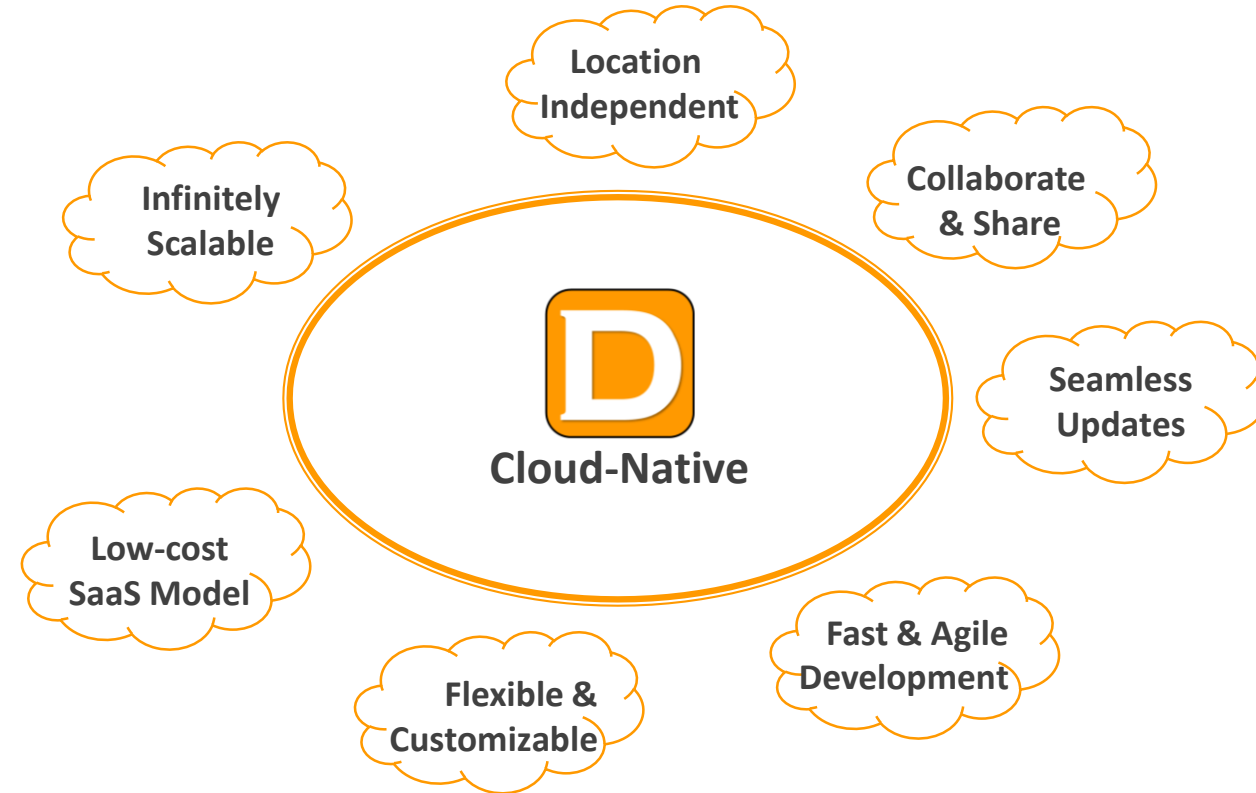 Location
Independent
Collaborate
& Share
Infinitely
Scalable
D
Cloud-Native
Seamless
Updates
Low-cost
SaaS Model
Fast & Agile
Development
Flexible &
Customizable